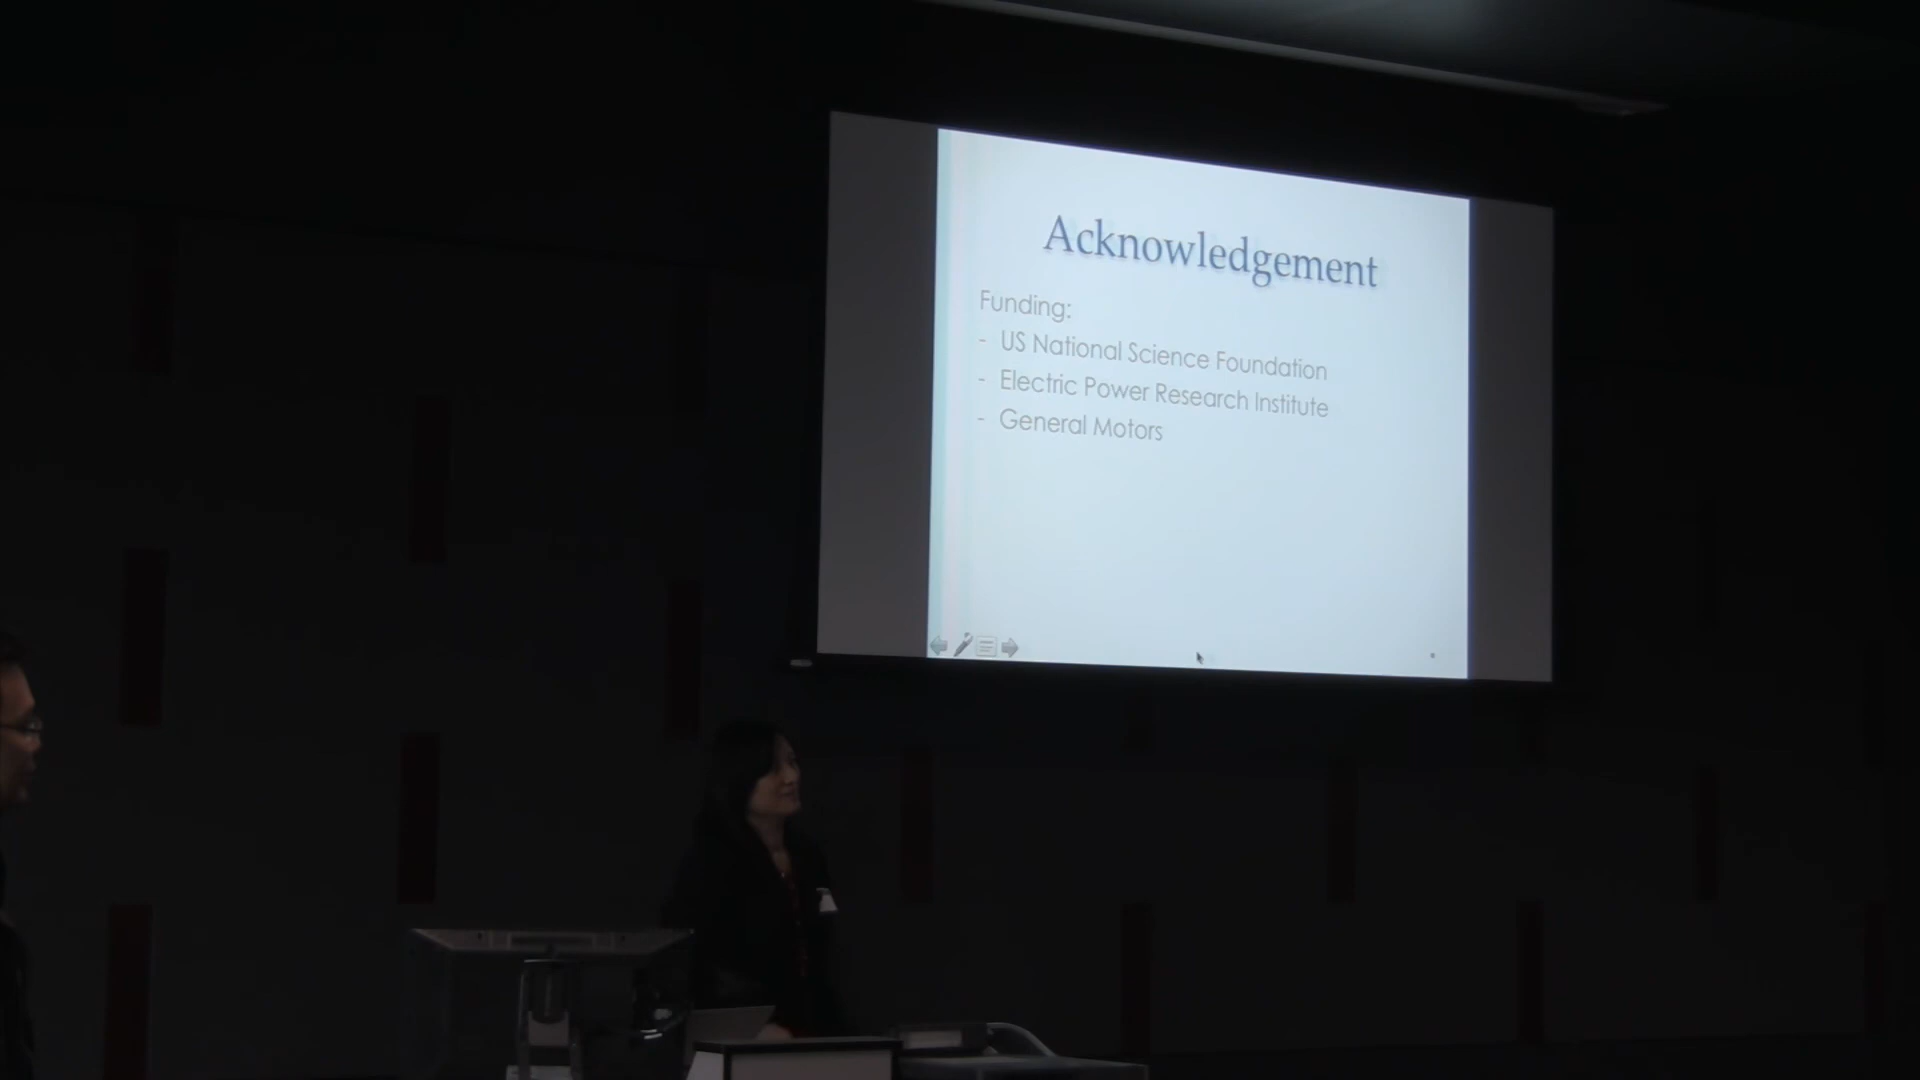 Acknowledgement
Funding:
- US National Science Foundation
- Electric Power Research Institute
- General Motors